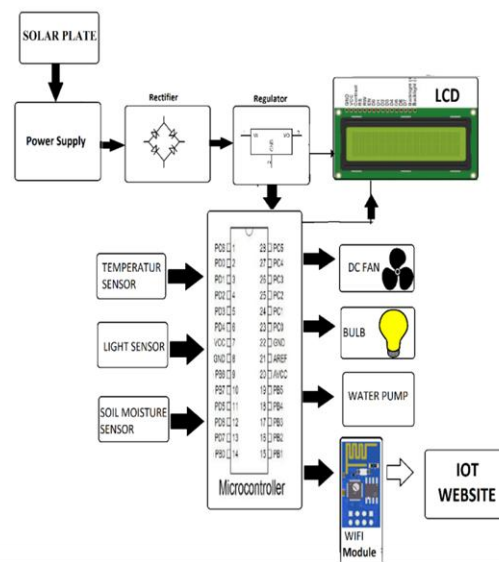 SOLAR PLATE
Power Supply
Rectifier
Regulator
LCD
TEMPERATUR
SENSOR
LIGHT SENSOR
SOIL MOISTURE
SENSOR
PC6 1 28 PC5
PD0 2 27 PC4
PD1 3 26 PC3
PD2 4 25 PC2
PD3 5 24 PC1
PD4 6 23 PC0
VCC 7 22 GND
GND 8 21 AREF
PB6 9 20 AVCC
PB7 10 19 PB5
PD5 11 18 PB4
PD6 12 17 PB3
PD7 13 16 PB2
PB0 14 15 PB1
Microcontroller
DC FAN
BULB
WATER PUMP
WIFI
Module
IOT
WEBSITE